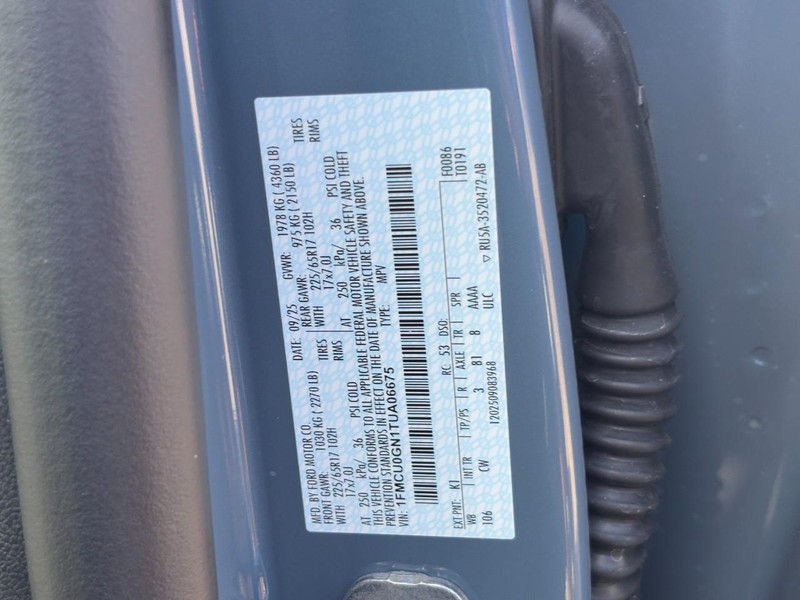 MFD. BY FORD MOTOR CO.
DATE: 09/25 GVWR: 1978 KG ( 4360 LB)
FRONT GAWR: 1030 KG ( 2270 LB) REAR GAWR: 975 KG ( 2150 LB)
WITH 225/65R17 102H TIRES WITH 225/65R17 102H TIRES
17x7.0J RIMS 17x7.0J RIMS
AT 250 kPa/ 36 PSI COLD AT 250 kPa/ 36 PSI COLD
THIS VEHICLE CONFORMS TO ALL APPLICABLE FEDERAL MOTOR VEHICLE SAFETY AND THEFT
PREVENTION STANDARDS IN EFFECT ON THE DATE OF MANUFACTURE SHOWN ABOVE.
VIN: 1FMCU0GN1TUA06675 TYPE: MPV
F0086
T0191
EXT PNT: K1 RC: 53 DSO:
WB INT TR TP/PS R AXLE TR SPR
106 CW 3 B1 8 AAAA
ULC
1202509083968 ▽ RU5A-3520472-AB